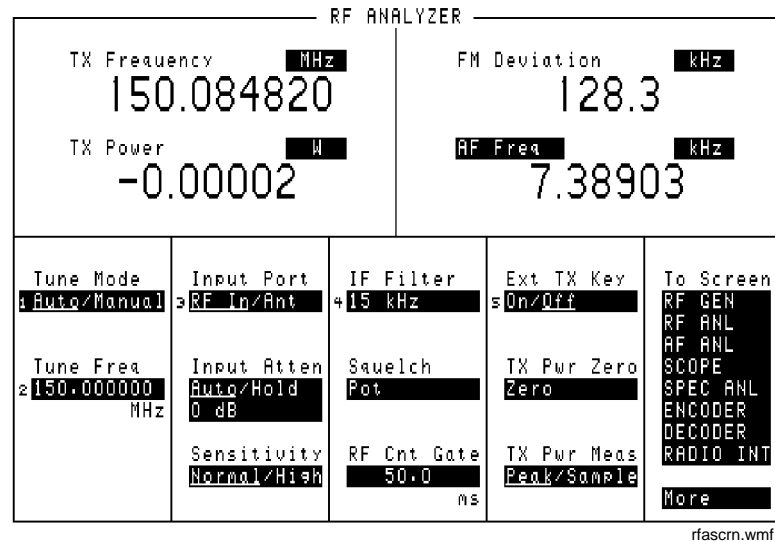 RF ANALYZER
TX Frequency MHz
150.084820
TX Power W
-0.00002
FM Deviation kHz
128.3
AF Freq kHz
7.38903
Tune Mode
1 Auto/Manual
Tune Freq
2 150.000000
MHz
Input Port
3 RF In/Ant
Input Atten
Auto/Hold
0 dB
Sensitivity
Normal/High
IF Filter
4 15 kHz
Squelch
Pot
RF Cnt Gate
50.0
ms
Ext TX Key
5 On/Off
TX Pwr Zero
Zero
TX Pwr Meas
Peak/Sample
To Screen
RF GEN
RF ANL
AF ANL
SCOPE
SPEC ANL
ENCODER
DECODER
RADIO INT
More
rfascrn.wmf